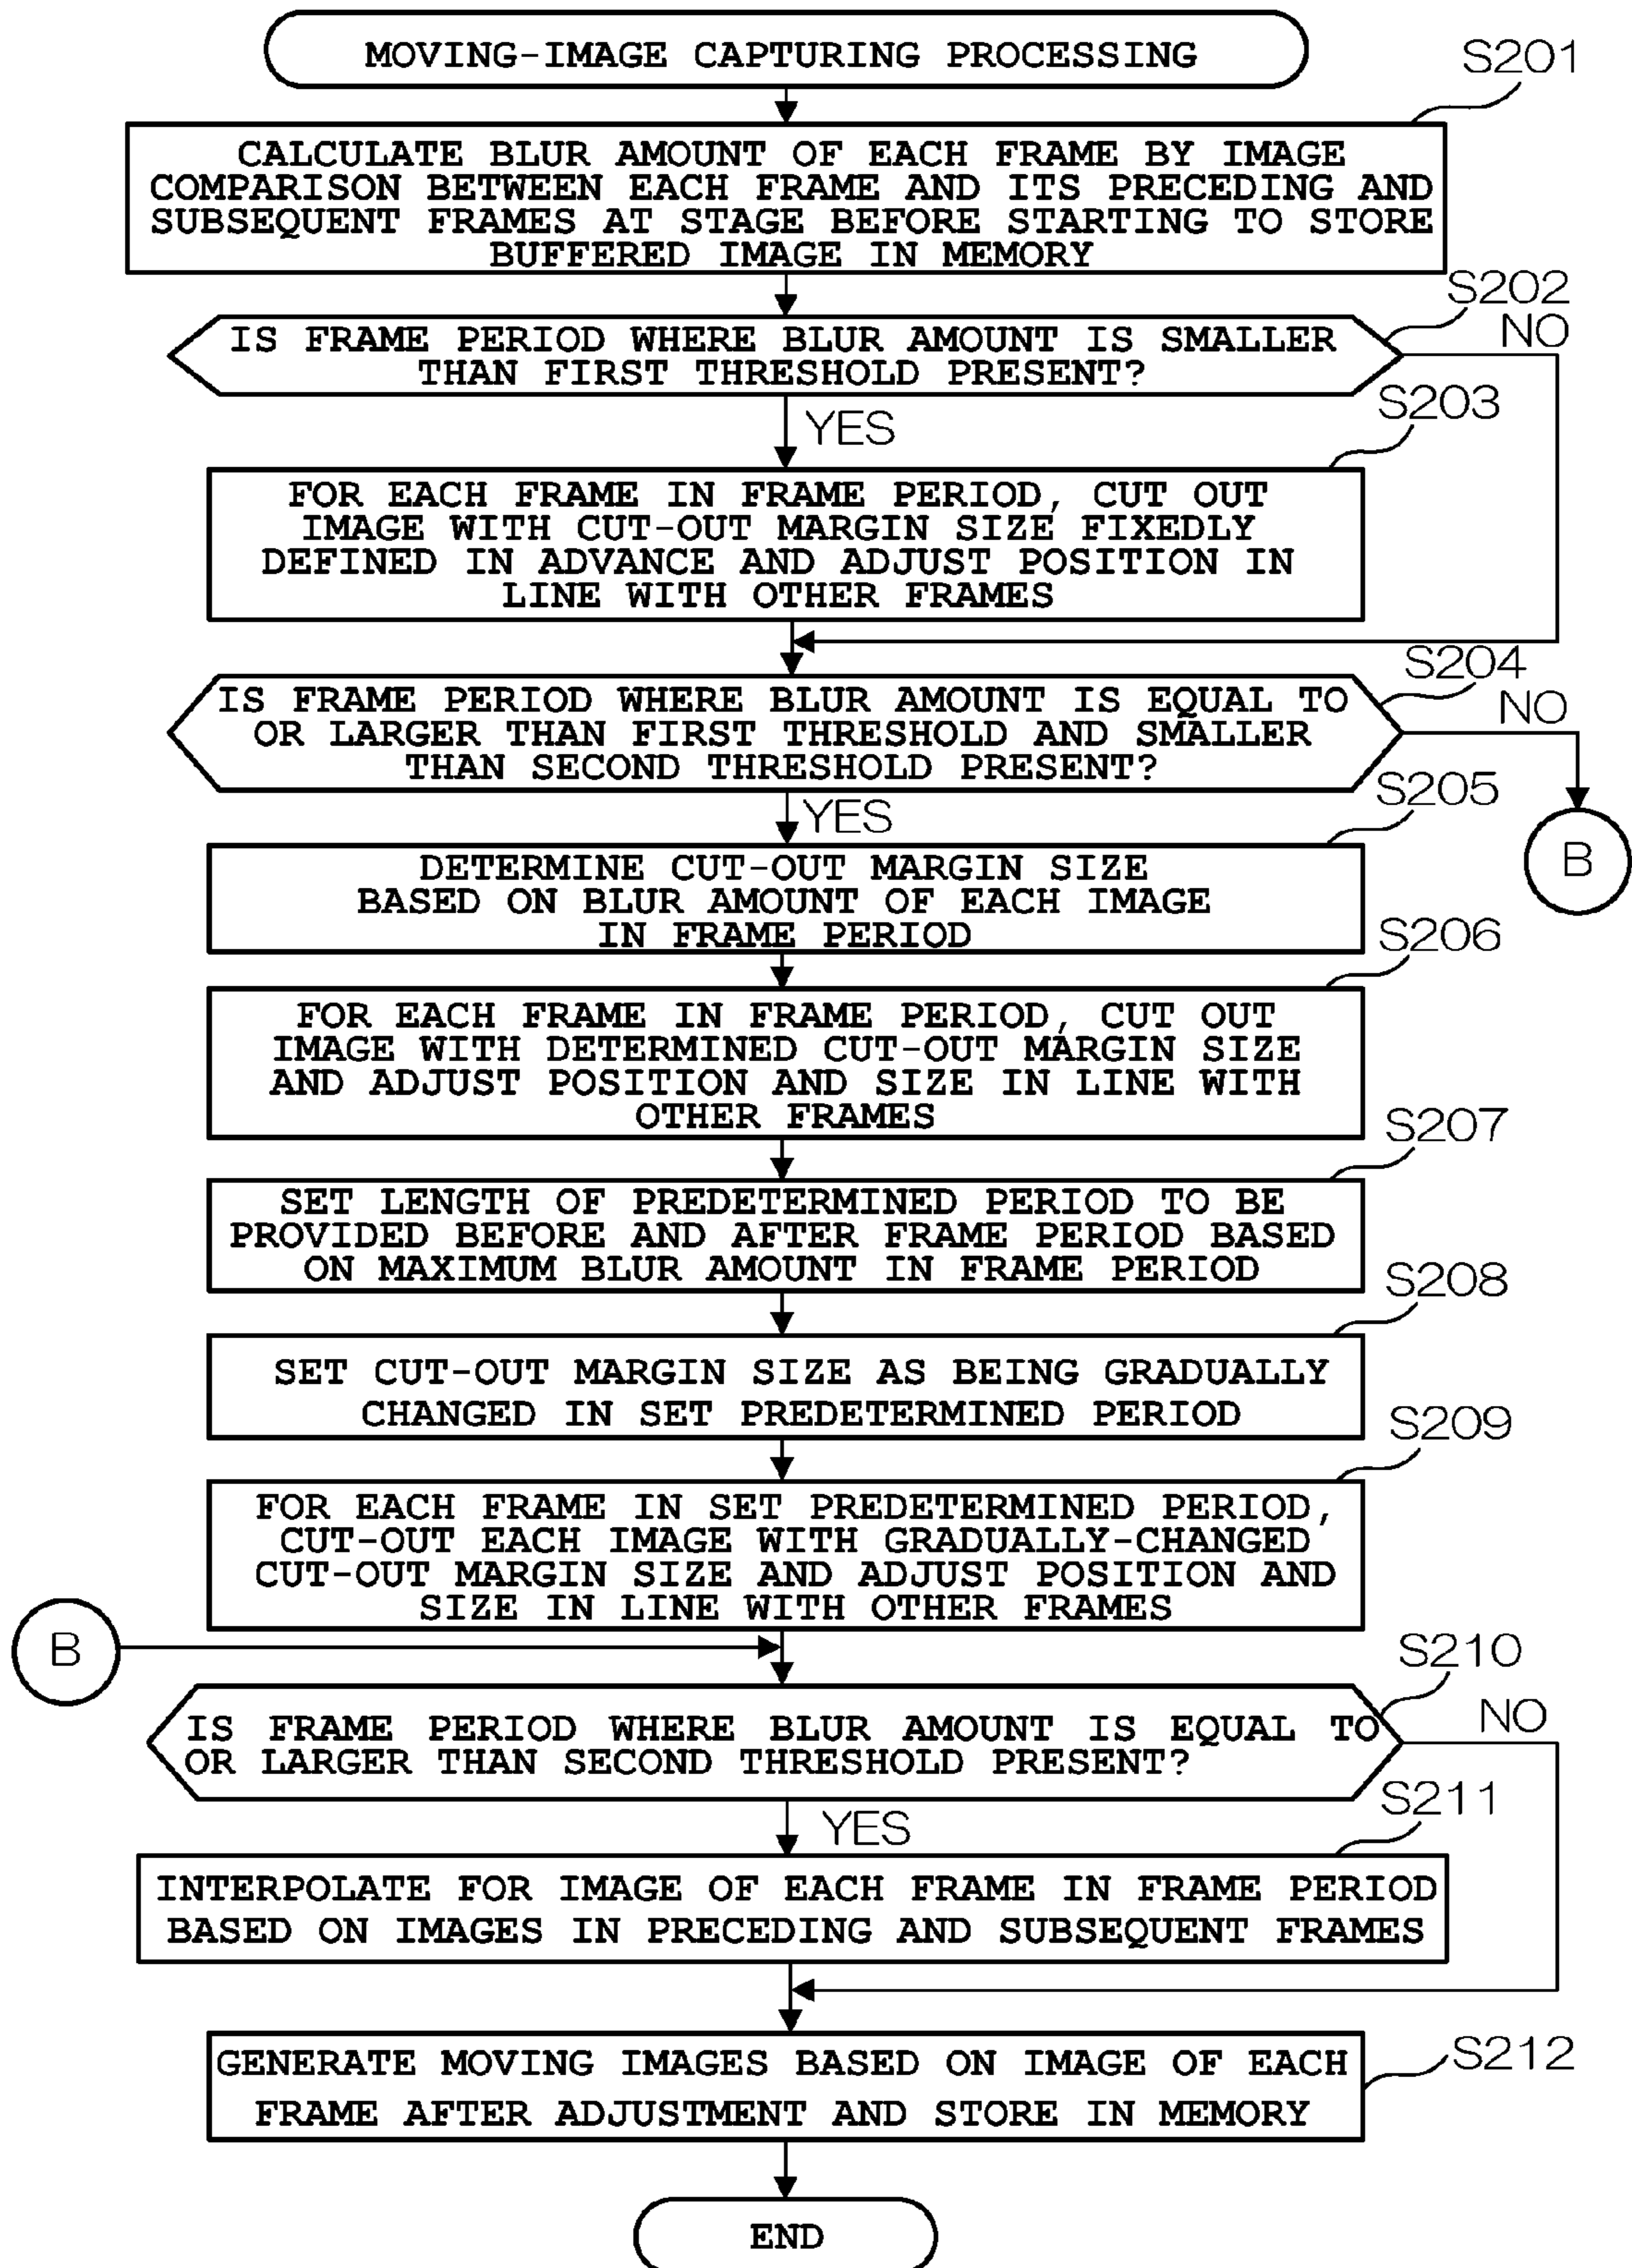 MOVING-IMAGE CAPTURING PROCESSING
S201
CALCULATE BLUR AMOUNT OF EACH FRAME BY IMAGE
COMPARISON BETWEEN EACH FRAME AND ITS PRECEDING AND
SUBSEQUENT FRAMES AT STAGE BEFORE STARTING TO STORE
BUFFERED IMAGE IN MEMORY
S202
IS FRAME PERIOD WHERE BLUR AMOUNT IS SMALLER
THAN FIRST THRESHOLD PRESENT?
NO
YES
S203
FOR EACH FRAME IN FRAME PERIOD, CUT OUT
IMAGE WITH CUT-OUT MARGIN SIZE FIXEDLY
DEFINED IN ADVANCE AND ADJUST POSITION IN
LINE WITH OTHER FRAMES
S204
IS FRAME PERIOD WHERE BLUR AMOUNT IS EQUAL TO
OR LARGER THAN FIRST THRESHOLD AND SMALLER
THAN SECOND THRESHOLD PRESENT?
NO
B
YES
S205
DETERMINE CUT-OUT MARGIN SIZE
BASED ON BLUR AMOUNT OF EACH IMAGE
IN FRAME PERIOD
S206
FOR EACH FRAME IN FRAME PERIOD, CUT OUT
IMAGE WITH DETERMINED CUT-OUT MARGIN SIZE
AND ADJUST POSITION AND SIZE IN LINE WITH
OTHER FRAMES
S207
SET LENGTH OF PREDETERMINED PERIOD TO BE
PROVIDED BEFORE AND AFTER FRAME PERIOD BASED
ON MAXIMUM BLUR AMOUNT IN FRAME PERIOD
S208
SET CUT-OUT MARGIN SIZE AS BEING GRADUALLY
CHANGED IN SET PREDETERMINED PERIOD
S209
FOR EACH FRAME IN SET PREDETERMINED PERIOD,
CUT-OUT EACH IMAGE WITH GRADUALLY-CHANGED
CUT-OUT MARGIN SIZE AND ADJUST POSITION AND
SIZE IN LINE WITH OTHER FRAMES
B
S210
IS FRAME PERIOD WHERE BLUR AMOUNT IS EQUAL TO
OR LARGER THAN SECOND THRESHOLD PRESENT?
NO
YES
S211
INTERPOLATE FOR IMAGE OF EACH FRAME IN FRAME PERIOD
BASED ON IMAGES IN PRECEDING AND SUBSEQUENT FRAMES
S212
GENERATE MOVING IMAGES BASED ON IMAGE OF EACH
FRAME AFTER ADJUSTMENT AND STORE IN MEMORY
END